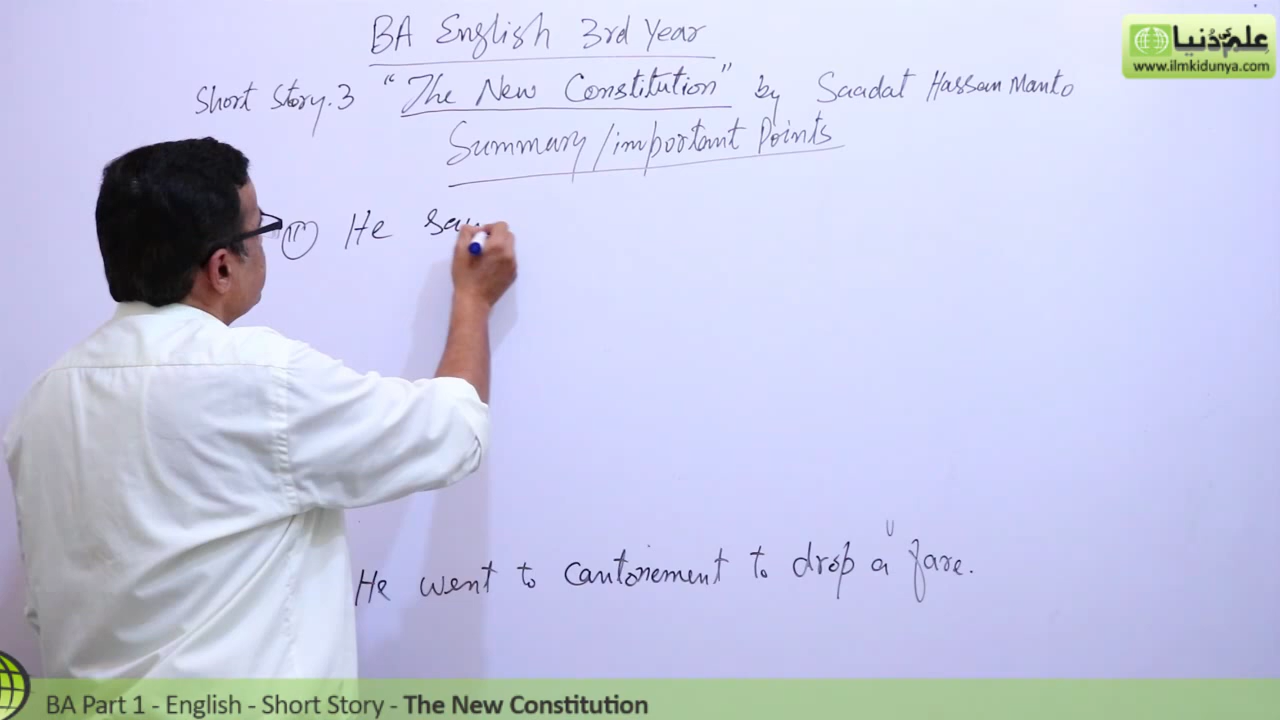 BA English 3rd Year
Short Story.3 "The New Constitution" by Saadat Hassan Manto
Summary/important Points
11 He saw
He went to cantonement to drop a fare.
علم کی دنیا
www.ilmkidunya.com
BA Part 1 - English - Short Story - The New Constitution